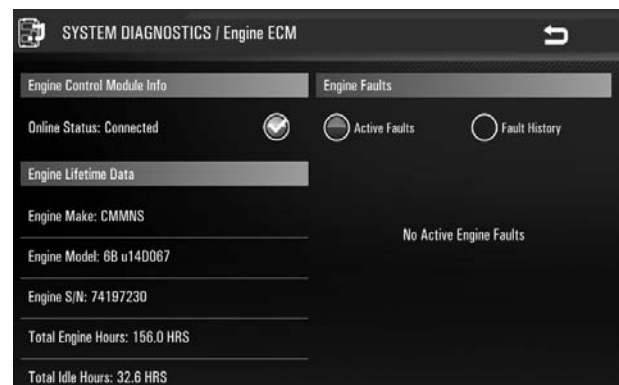 SYSTEM DIAGNOSTICS / Engine ECM
Engine Control Module Info
Online Status: Connected
Engine Lifetime Data
Engine Make: CMMNS
Engine Model: 6B u14D067
Engine S/N: 74197230
Total Engine Hours: 156.0 HRS
Total Idle Hours: 32.6 HRS
Engine Faults
Active Faults
Fault History
No Active Engine Faults